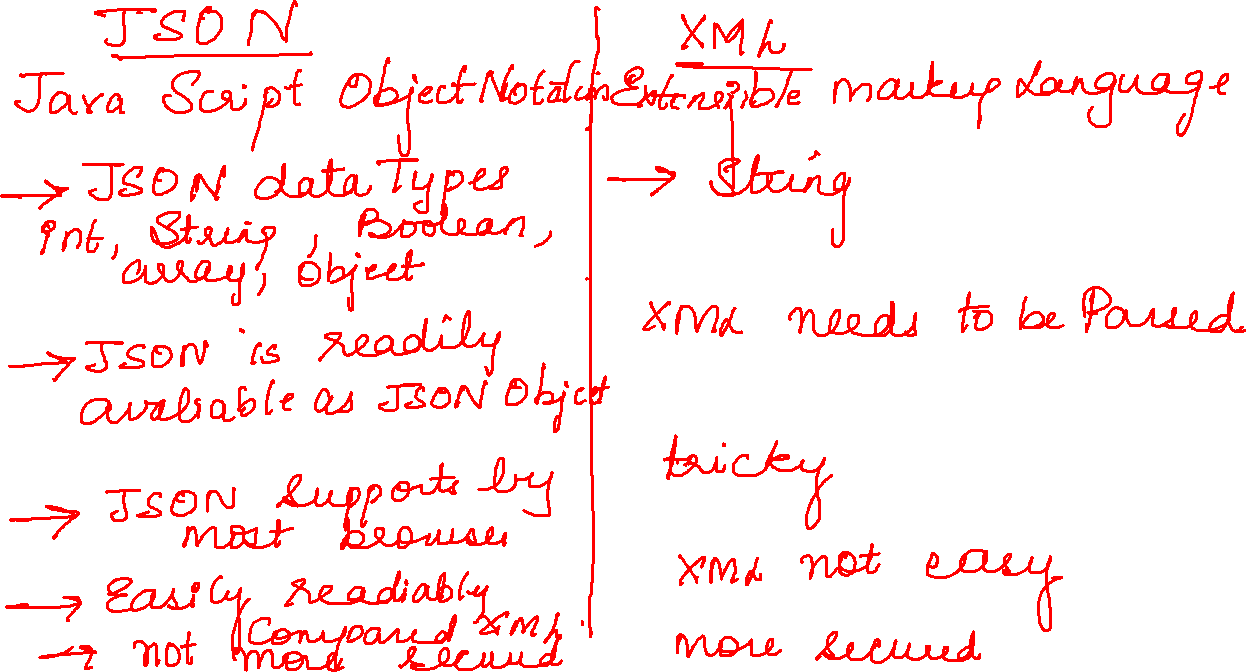 JSON
Java Script Object Notation
→ JSON data Types
int, String, Boolean,
array, object
→ JSON is readily
avaliable as JSON Object
→ JSON supports by
most browser
→ Easily readiably
(Compared XML
→ not more secured
XML
Extensible markup Language
→ String
XML needs to be Parsed
tricky
XML not easy
more secured